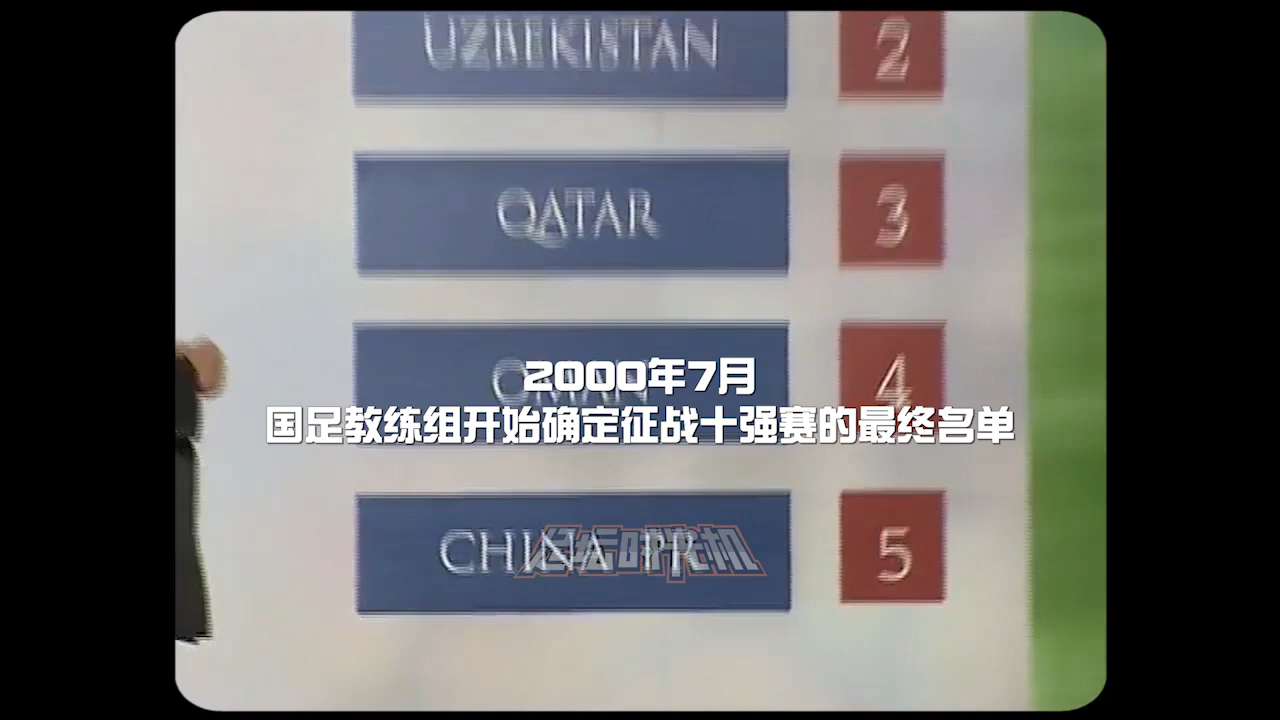 UZBEKISTAN 2
QATAR 3
OMAN 4
2000年7月
国足教练组开始确定征战十强赛的最终名单
CHINA PR 5